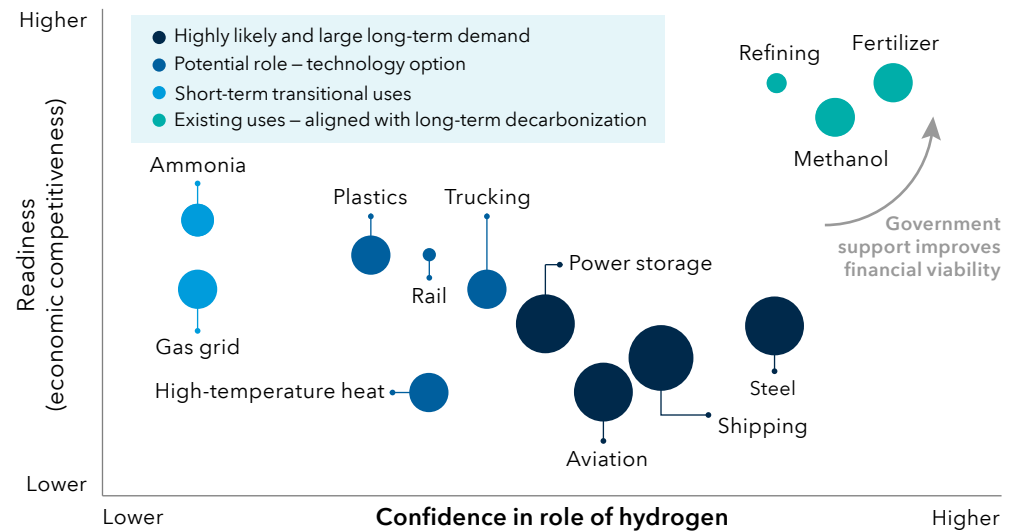 Higher
Highly likely and large long-term demand
Potential role – technology option
Short-term transitional uses
Existing uses – aligned with long-term decarbonization
Refining
Fertilizer
Methanol
Ammonia
Plastics
Trucking
Government
support improves
financial viability
Readiness
(economic competitiveness)
Power storage
Rail
Gas grid
High-temperature heat
Steel
Shipping
Aviation
Lower
Lower
Confidence in role of hydrogen
Higher